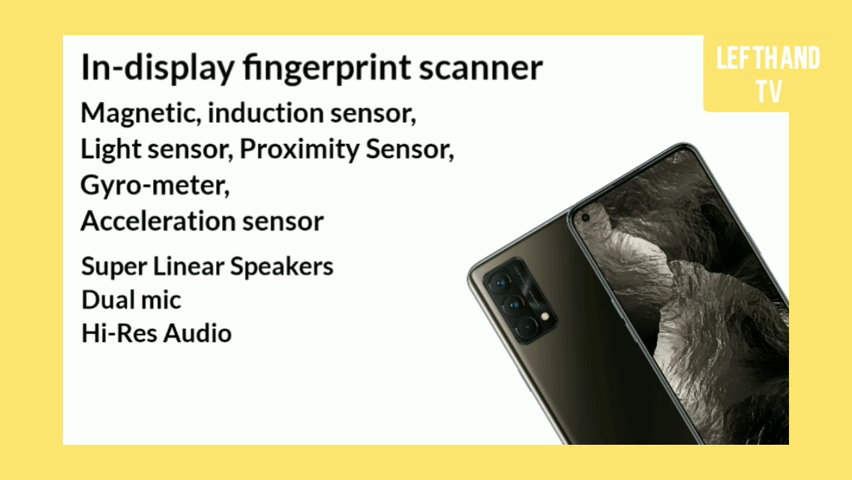 In-display fingerprint scanner
Magnetic, induction sensor,
Light sensor, Proximity Sensor,
Gyro-meter,
Acceleration sensor
Super Linear Speakers
Dual mic
Hi-Res Audio
LEFTHAND
TV